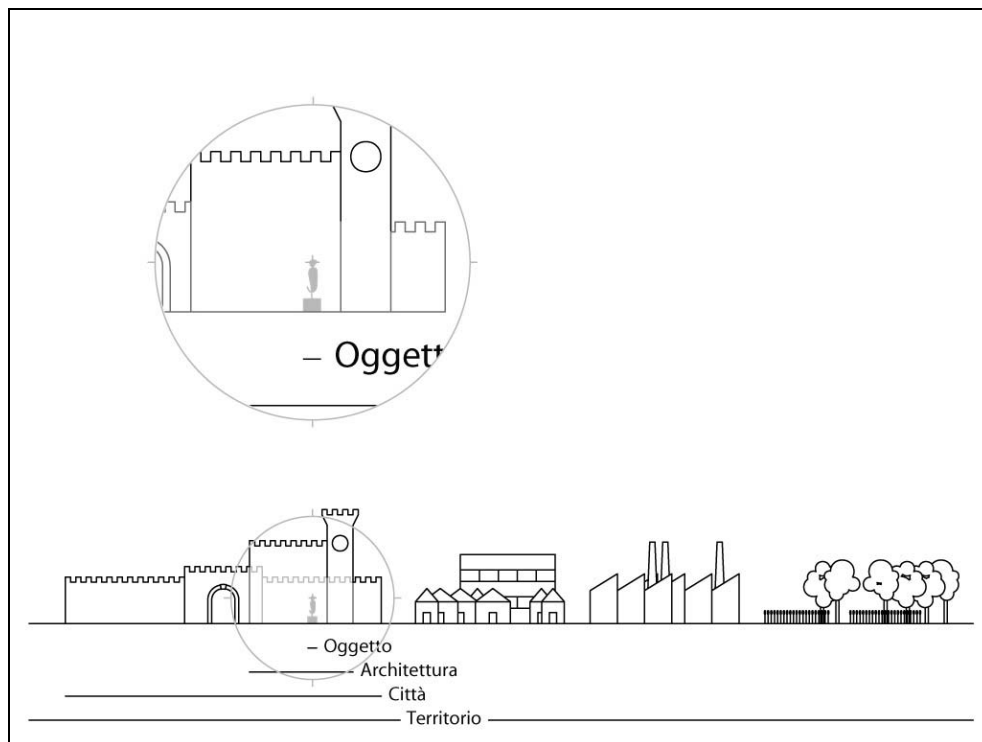 – Oggett
– Oggetto
Architettura
Città
Territorio